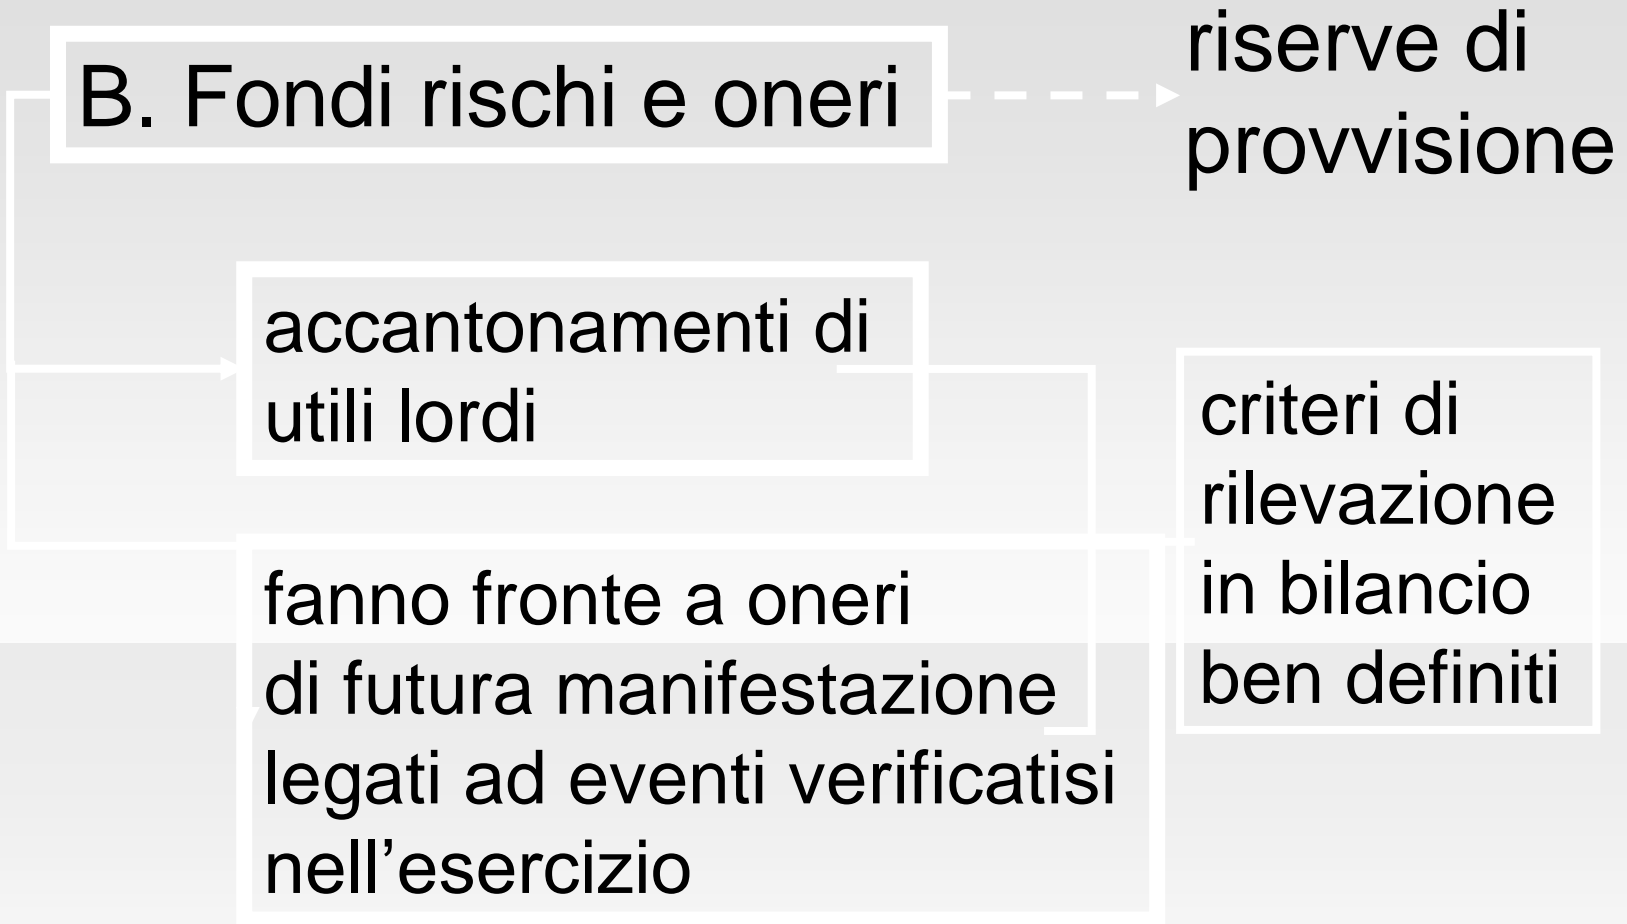 B. Fondi rischi e oneri
riserve di
provvisione
accantonamenti di
utili lordi
criteri di
rilevazione
in bilancio
ben definiti
fanno fronte a oneri
di futura manifestazione
legati ad eventi verificatisi
nell’esercizio